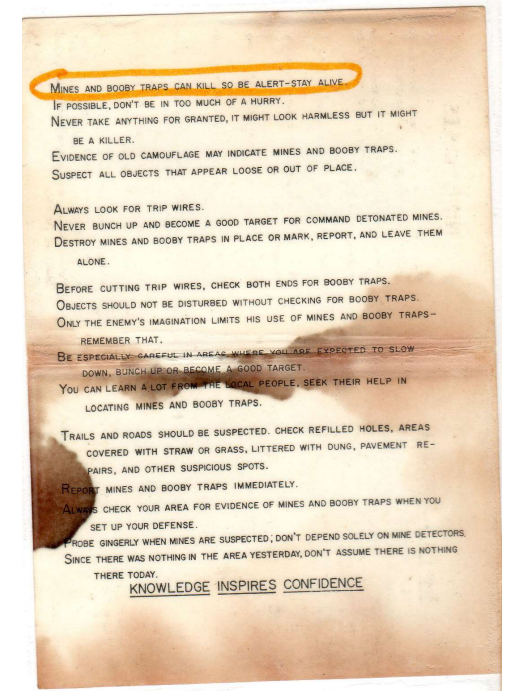 MINES AND BOOBY TRAPS CAN KILL SO BE ALERT-STAY ALIVE.
IF POSSIBLE, DON'T BE IN TOO MUCH OF A HURRY.
NEVER TAKE ANYTHING FOR GRANTED, IT MIGHT LOOK HARMLESS BUT IT MIGHT
BE A KILLER.
EVIDENCE OF OLD CAMOUFLAGE MAY INDICATE MINES AND BOOBY TRAPS.
SUSPECT ALL OBJECTS THAT APPEAR LOOSE OR OUT OF PLACE.
ALWAYS LOOK FOR TRIP WIRES.
NEVER BUNCH UP AND BECOME A GOOD TARGET FOR COMMAND DETONATED MINES.
DESTROY MINES AND BOOBY TRAPS IN PLACE OR MARK, REPORT, AND LEAVE THEM
ALONE.
BEFORE CUTTING TRIP WIRES, CHECK BOTH ENDS FOR BOOBY TRAPS.
OBJECTS SHOULD NOT BE DISTURBED WITHOUT CHECKING FOR BOOBY TRAPS.
ONLY THE ENEMY'S IMAGINATION LIMITS HIS USE OF MINES AND BOOBY TRAPS-
REMEMBER THAT.
BE ESPECIALLY CAREFUL IN AREAS WHERE YOU ARE EXPECTED TO SLOW
DOWN, BUNCH UP OR BECOME A GOOD TARGET.
YOU CAN LEARN A LOT FROM THE LOCAL PEOPLE, SEEK THEIR HELP IN
LOCATING MINES AND BOOBY TRAPS.
TRAILS AND ROADS SHOULD BE SUSPECTED. CHECK REFILLED HOLES, AREAS
COVERED WITH STRAW OR GRASS, LITTERED WITH DUNG, PAVEMENT RE-
PAIRS, AND OTHER SUSPICIOUS SPOTS.
REPORT MINES AND BOOBY TRAPS IMMEDIATELY.
ALWAYS CHECK YOUR AREA FOR EVIDENCE OF MINES AND BOOBY TRAPS WHEN YOU
SET UP YOUR DEFENSE.
PROBE GINGERLY WHEN MINES ARE SUSPECTED; DON'T DEPEND SOLELY ON MINE DETECTORS.
SINCE THERE WAS NOTHING IN THE AREA YESTERDAY, DON'T ASSUME THERE IS NOTHING
THERE TODAY.
KNOWLEDGE INSPIRES CONFIDENCE